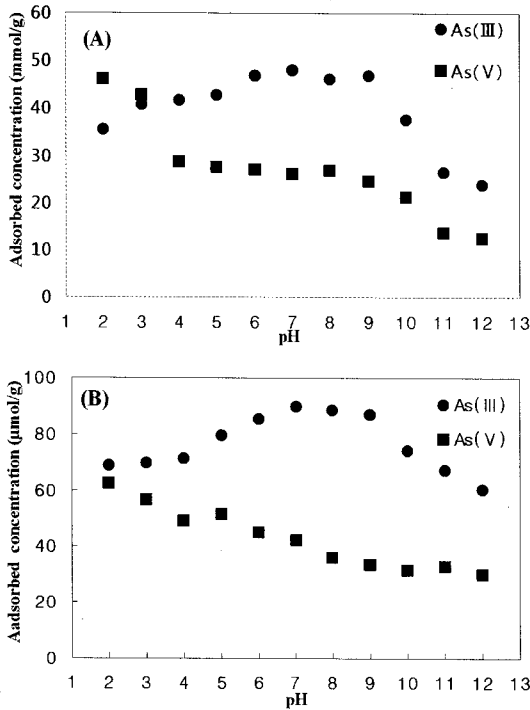 (A)
As(Ⅲ)
As(Ⅴ)
Adsorbed concentration (mmol/g)
60
50
40
30
20
10
0
1 2 3 4 5 6 7 8 9 10 11 12 13
pH
(B)
As(Ⅲ)
As(Ⅴ)
Aadsorbed concentration (μmol/g)
100
80
60
40
20
0
1 2 3 4 5 6 7 8 9 10 11 12 13
pH